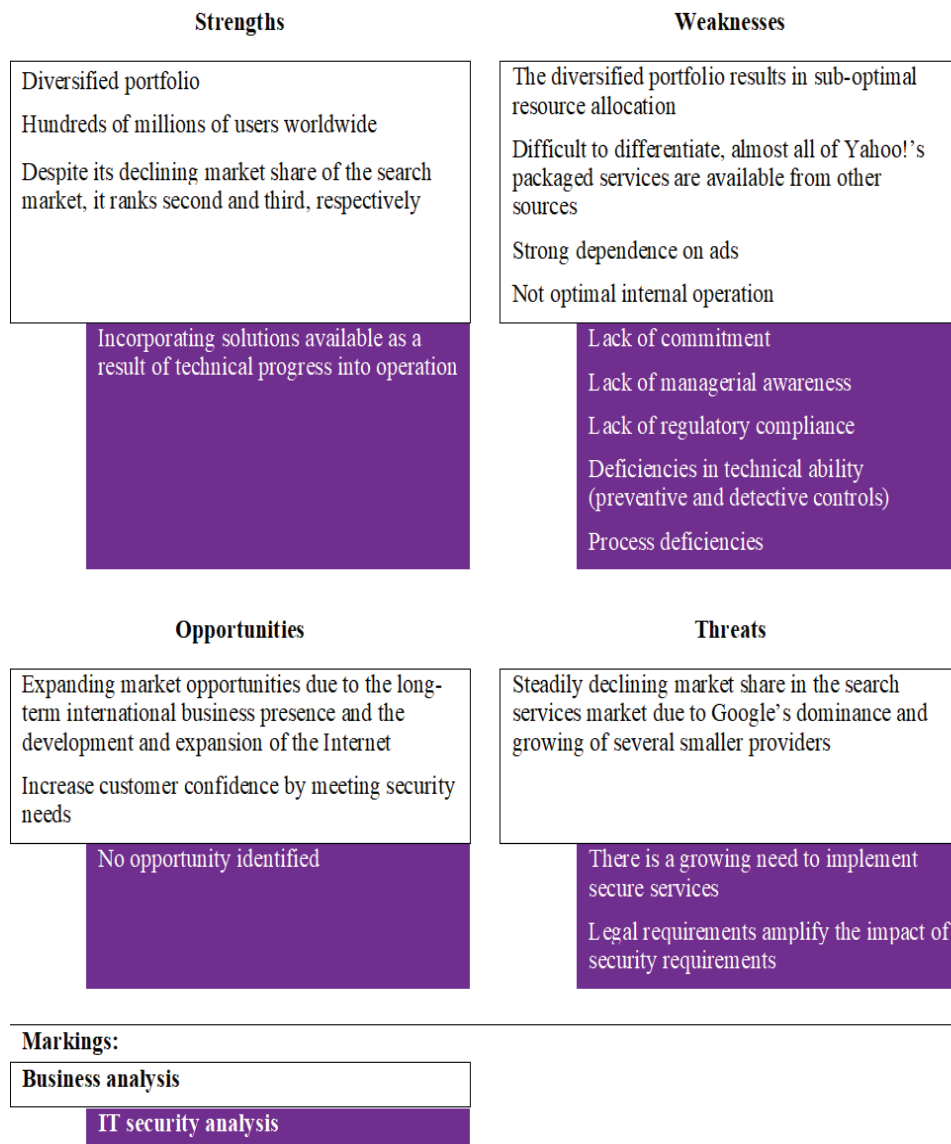 Strengths
Diversified portfolio
Hundreds of millions of users worldwide
Despite its declining market share of the search
market, it ranks second and third, respectively
Incorporating solutions available as a
result of technical progress into operation
Weaknesses
The diversified portfolio results in sub-optimal
resource allocation
Difficult to differentiate, almost all of Yahoo!’s
packaged services are available from other
sources
Strong dependence on ads
Not optimal internal operation
Lack of commitment
Lack of managerial awareness
Lack of regulatory compliance
Deficiencies in technical ability
(preventive and detective controls)
Process deficiencies
Opportunities
Expanding market opportunities due to the long-
term international business presence and the
development and expansion of the Internet
Increase customer confidence by meeting security
needs
No opportunity identified
Threats
Steadily declining market share in the search
services market due to Google’s dominance and
growing of several smaller providers
There is a growing need to implement
secure services
Legal requirements amplify the impact of
security requirements
Markings:
Business analysis
IT security analysis